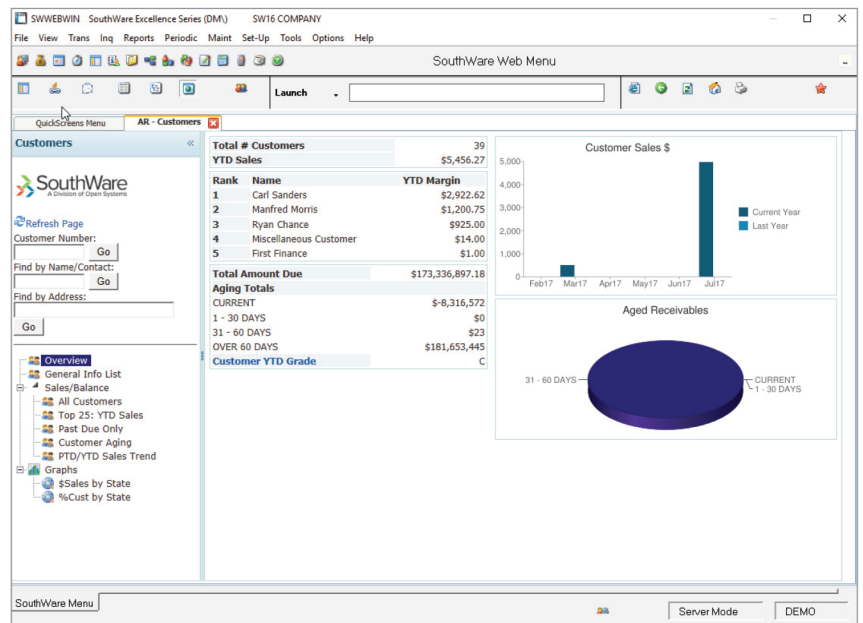 SWWEBWIN SouthWare Excellence Series (DM\) SW16 COMPANY
File View Trans Inq Reports Periodic Maint Set-Up Tools Options Help
SouthWare Web Menu
Launch
QuickScreens Menu
AR - Customers
Customers «
SouthWare
A Division of Open Systems
Refresh Page
Customer Number:
Go
Find by Name/Contact:
Go
Find by Address:
Go
Overview
General Info List
Sales/Balance
All Customers
Top 25: YTD Sales
Past Due Only
Customer Aging
PTD/YTD Sales Trend
Graphs
$Sales by State
%Cust by State
Total # Customers 39
YTD Sales $5,456.27
Rank Name YTD Margin
1 Carl Sanders $2,922.62
2 Manfred Morris $1,200.75
3 Ryan Chance $925.00
4 Miscellaneous Customer $14.00
5 First Finance $1.00
Total Amount Due $173,336,897.18
Aging Totals
CURRENT $-8,316,572
1 - 30 DAYS $0
31 - 60 DAYS $23
OVER 60 DAYS $181,653,445
Customer YTD Grade C
Customer Sales $
5,000
4,000
3,000
2,000
1,000
0
Feb17 Mar17 Apr17 May17 Jun17 Jul17
Current Year
Last Year
Aged Receivables
31 - 60 DAYS
CURRENT
1 - 30 DAYS
SouthWare Menu
Server Mode
DEMO